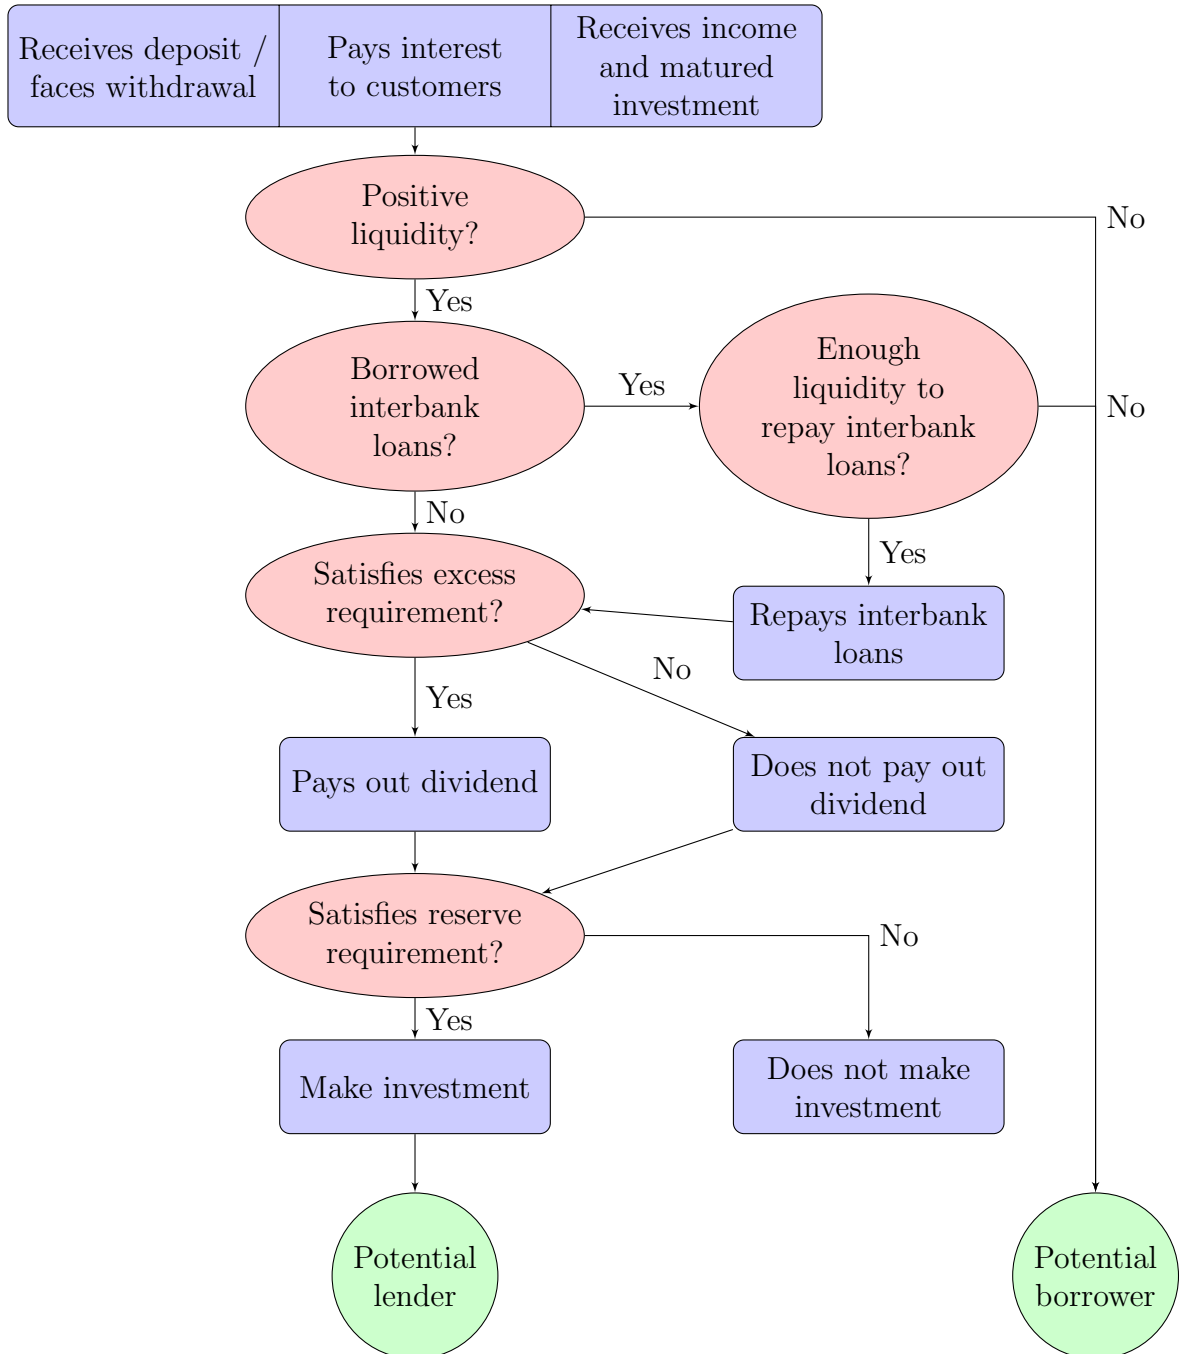 Receives deposit /
faces withdrawal
Pays interest
to customers
Receives income
and matured
investment
Positive
liquidity?
No
Yes
Borrowed
interbank
loans?
Yes
Enough
liquidity to
repay interbank
loans?
No
No
Yes
Satisfies excess
requirement?
Repays interbank
loans
No
Yes
Pays out dividend
Does not pay out
dividend
Satisfies reserve
requirement?
No
Yes
Make investment
Does not make
investment
Potential
lender
Potential
borrower